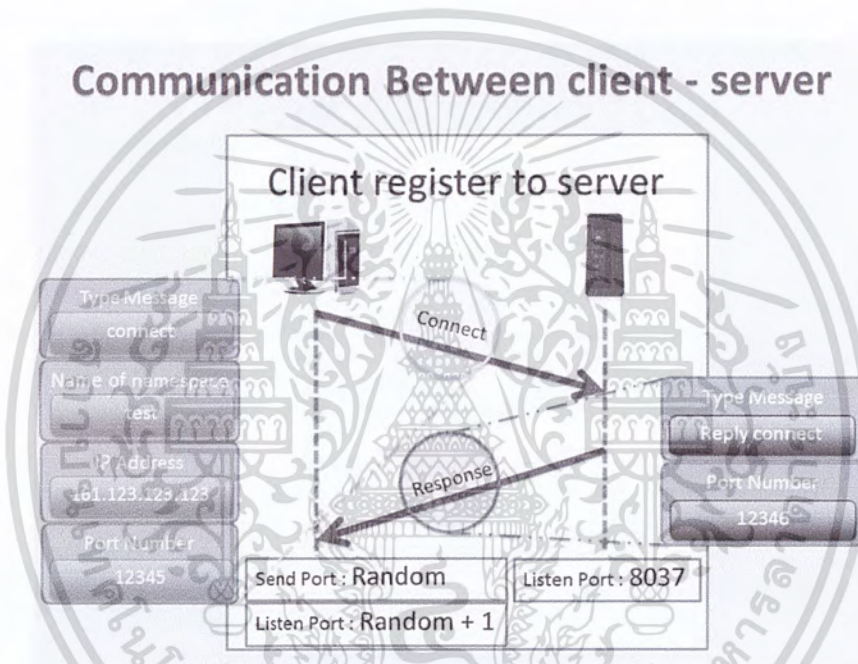 Communication Between client - server
Client register to server
Type Message
connect
Name of namespace
test
IP Address
161.123.123.123
Port Number
12345
Connect
Response
Type Message
Reply connect
Port Number
12346
Send Port : Random
Listen Port : Random + 1
Listen Port : 8037